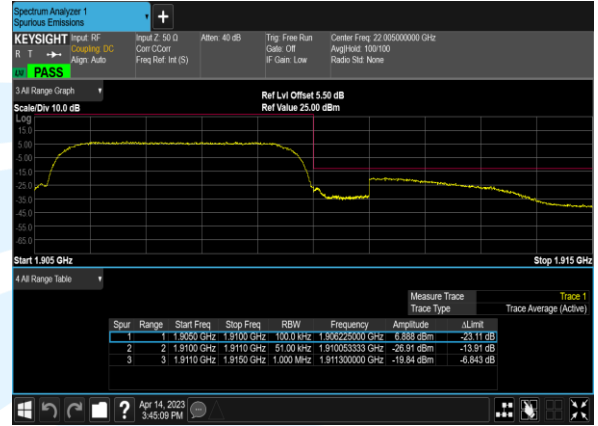 Spectrum Analyzer 1
Spurious Emissions
KEYSIGHT Input: RF Input Z: 50 Ω Atten: 40 dB Trig: Free Run Center Freq: 22.005000000 GHz
R T Coupling: DC Corr CCorr Gate: Off Avg|Hold: 100/100
Align: Auto Freq Ref: Int (S) IF Gain: Low Radio Std: None
PASS
3 All Range Graph
Ref Lvl Offset 5.50 dB
Scale/Div 10.0 dB Ref Value 25.00 dBm
Log
15.0
5.00
-5.00
-15.0
-25.0
-35.0
-45.0
-55.0
-65.0
Start 1.905 GHz Stop 1.915 GHz
4 All Range Table
Measure Trace Trace 1
Trace Type Trace Average (Active)
Spur Range Start Freq Stop Freq RBW Frequency Amplitude ΔLimit
1 1 1.9050 GHz 1.9100 GHz 100.0 kHz 1.906225000 GHz 6.888 dBm -23.11 dB
2 2 1.9100 GHz 1.9110 GHz 51.00 kHz 1.910053333 GHz -26.91 dBm -13.91 dB
3 3 1.9110 GHz 1.9150 GHz 1.000 MHz 1.911300000 GHz -19.84 dBm -6.843 dB
Apr 14, 2023
3:45:09 PM